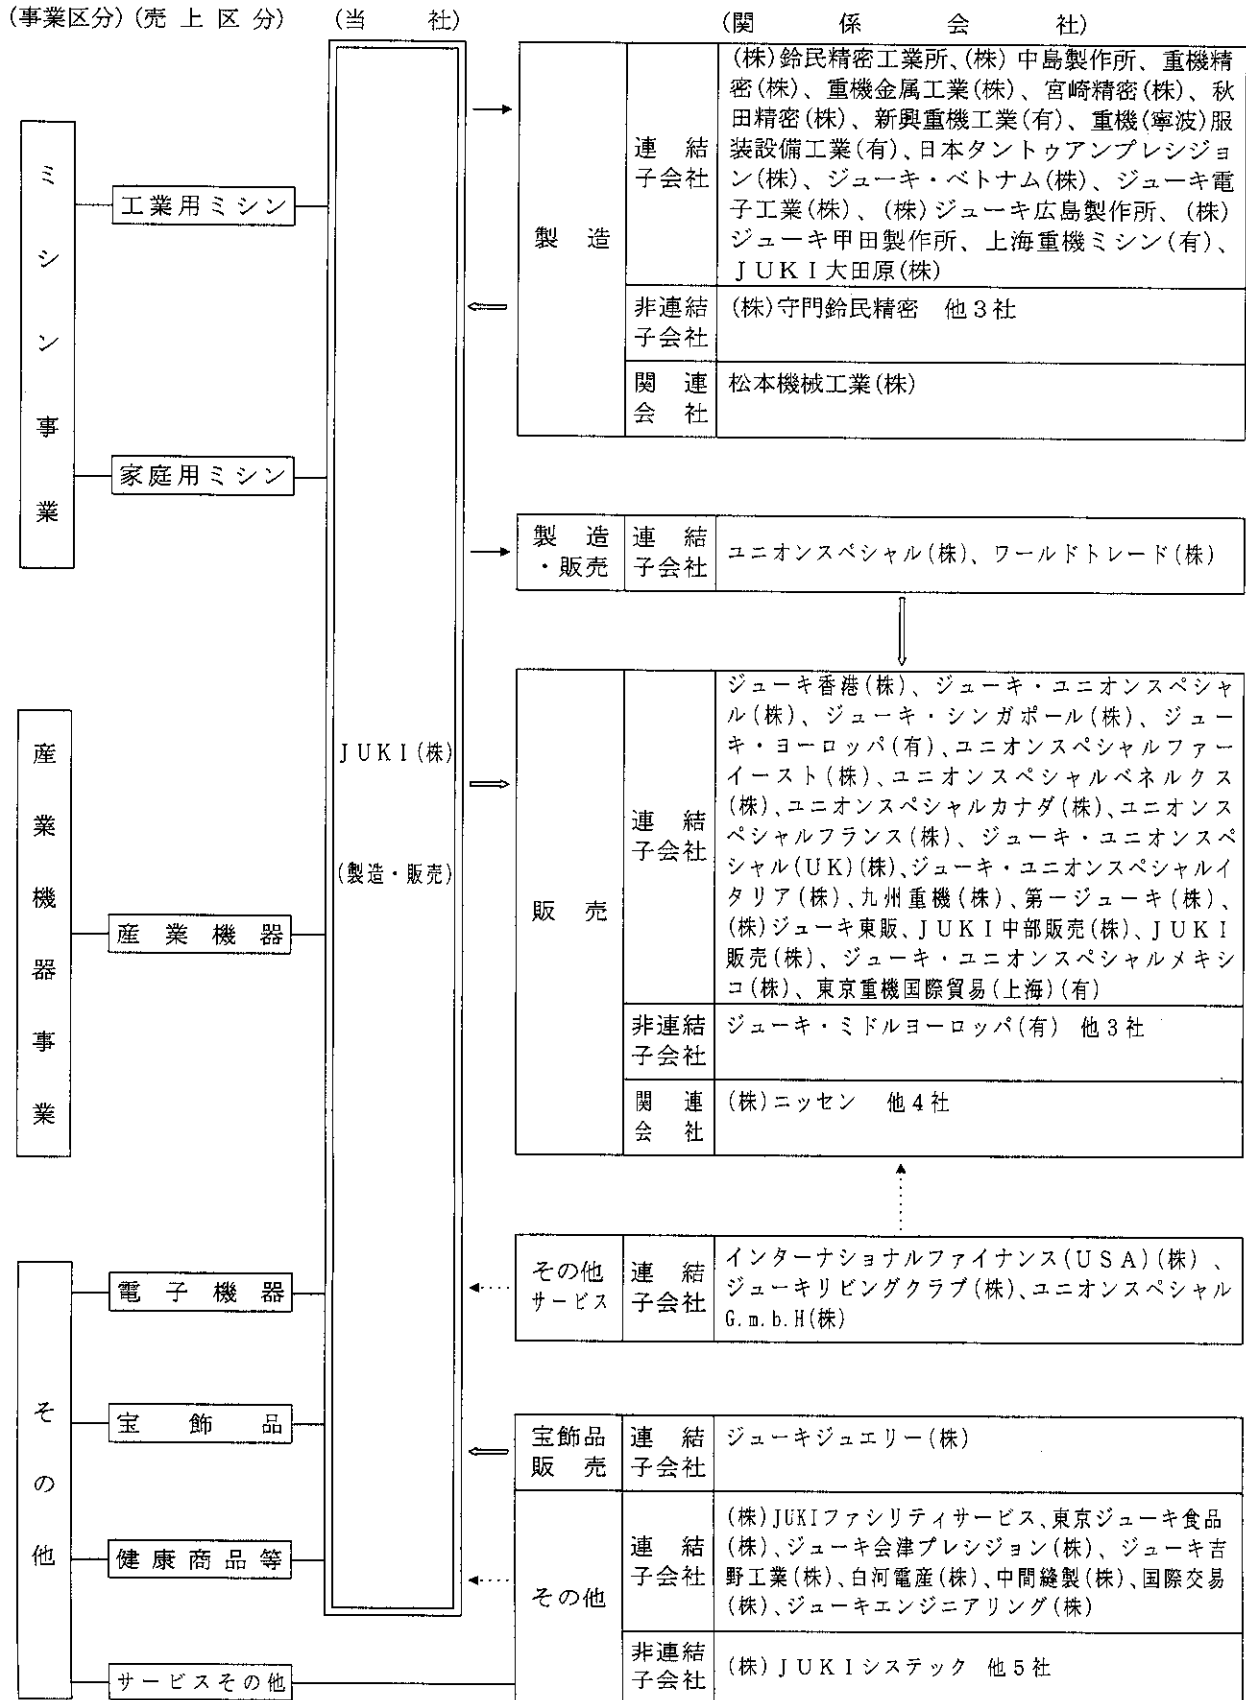 (事業区分)(売上区分) (当 社) (関 係 会 社)
ミシン事業
工業用ミシン
家庭用ミシン
産業機器事業
産業機器
その他
電子機器
宝飾品
健康商品等
サービスその他
JUKI(株)
(製造・販売)
製造
連結
子会社
(株)鈴民精密工業所、(株)中島製作所、重機精
密(株)、重機金属工業(株)、宮崎精密(株)、秋
田精密(株)、新興重機工業(有)、重機(寧波)服
装設備工業(有)、日本タントゥアンプレシジョ
ン(株)、ジューキ・ベトナム(株)、ジューキ電
子工業(株)、(株)ジューキ広島製作所、(株)
ジューキ甲田製作所、上海重機ミシン(有)、
JUKI大田原(株)
非連結
子会社
(株)守門鈴民精密 他3社
関連
会社
松本機械工業(株)
製造
・販売
連結
子会社
ユニオンスペシャル(株)、ワールドトレード(株)
販売
連結
子会社
ジューキ香港(株)、ジューキ・ユニオンスペシャ
ル(株)、ジューキ・シンガポール(株)、ジュー
キ・ヨーロッパ(有)、ユニオンスペシャルファー
イースト(株)、ユニオンスペシャルベネルクス
(株)、ユニオンスペシャルカナダ(株)、ユニオンス
ペシャルフランス(株)、ジューキ・ユニオンスペ
シャル(UK)(株)、ジューキ・ユニオンスペシャルイ
タリア(株)、九州重機(株)、第一ジューキ(株)、
(株)ジューキ東販、JUKI中部販売(株)、JUKI
販売(株)、ジューキ・ユニオンスペシャルメキシ
コ(株)、東京重機国際貿易(上海)(有)
非連結
子会社
ジューキ・ミドルヨーロッパ(有) 他3社
関連
会社
(株)ニッセン 他4社
その他
サービス
連結
子会社
インターナショナルファイナンス(USA)(株)、
ジューキリビングクラブ(株)、ユニオンスペシャル
G.m.b.H(株)
宝飾品
販売
連結
子会社
ジューキジュエリー(株)
その他
連結
子会社
(株)JUKIファシリティサービス、東京ジューキ食品
(株)、ジューキ会津プレシジョン(株)、ジューキ吉
野工業(株)、白河電産(株)、中間縫製(株)、国際交易
(株)、ジューキエンジニアリング(株)
非連結
子会社
(株)JUKIシステック 他5社